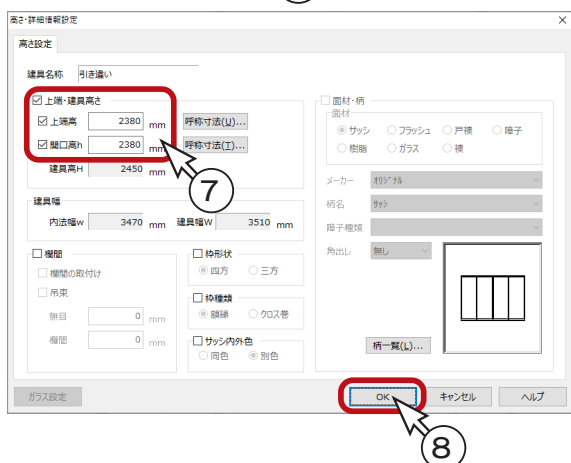 高さ・詳細情報設定
高さ設定
建具名称 引き違い
上端・建具高さ
上端高 2380 mm 呼称寸法(U)...
開口高h 2380 mm 呼称寸法(T)...
建具高H 2450 mm
⑦
建具幅
内法幅w 3470 mm 建具幅W 3510 mm
欄間
欄間の取付け
吊束
無目 0 mm
欄間 0 mm
枠形状
四方 三方
枠種類
額縁 クロス巻
サッシ内外色
同色 別色
面材・柄
面材
サッシ フラッシュ 戸襖 障子
樹脂 ガラス 襖
メーカー オリジナル
柄名 サッシ
障子種類
角出し 無し
柄一覧(L)...
ガラス設定 OK キャンセル ヘルプ
⑧